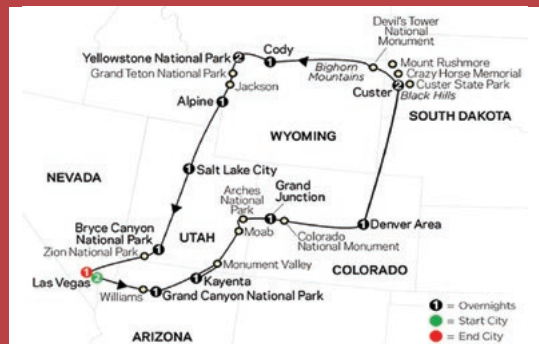 Devil's Tower
National
Monument
Yellowstone National Park
2
Cody
1
Grand Teton National Park
Bighorn
Mountains
Mount Rushmore
Crazy Horse Memorial
Custer
2
Custer State Park
Black Hills
Jackson
Alpine
1
SOUTH DAKOTA
WYOMING
NEVADA
1
Salt Lake City
Arches
National
Park
Grand
Junction
1
Bryce Canyon
National Park
1
Zion National Park
UTAH
Moab
Colorado
National Monument
1
Denver Area
COLORADO
1
2
Las Vegas
Monument Valley
1
Kayenta
Williams
1
Grand Canyon National Park
ARIZONA
1 = Overnights
= Start City
= End City